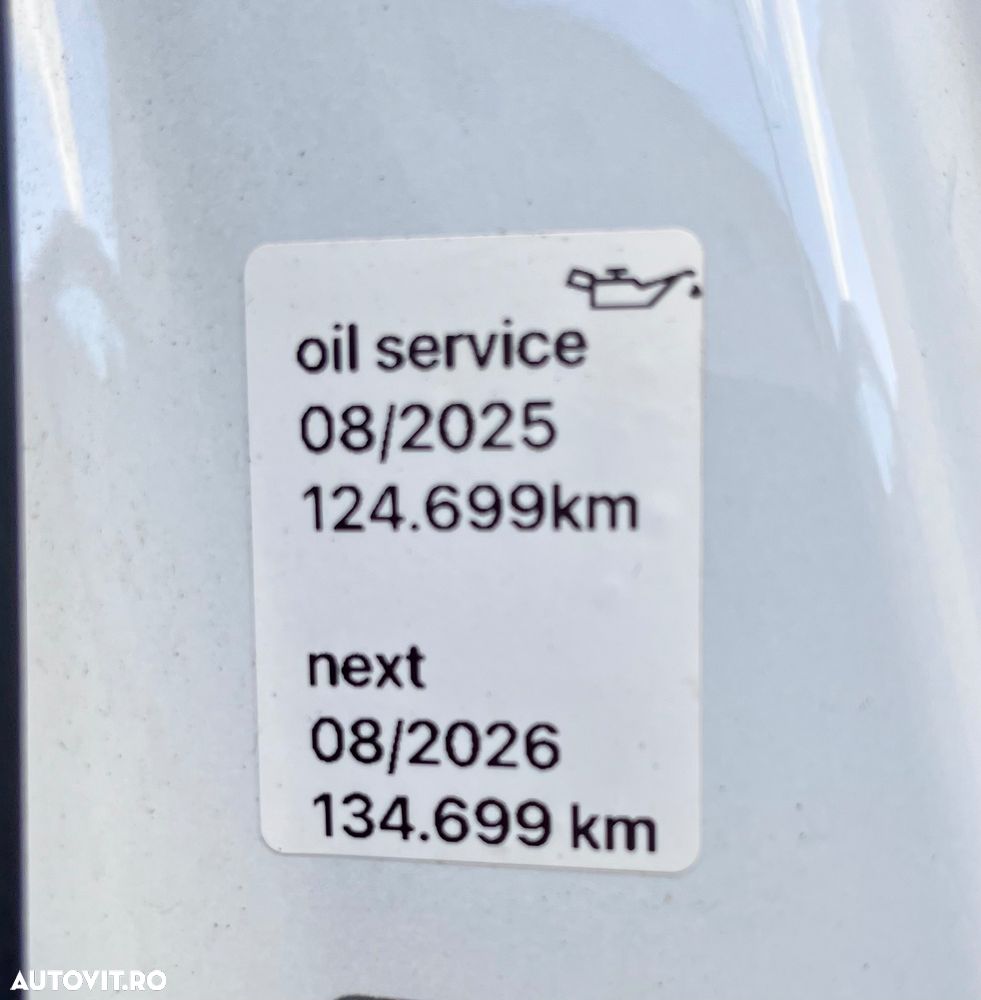 oil service
08/2025
124.699km
next
08/2026
134.699 km
AUTOVIT.RO